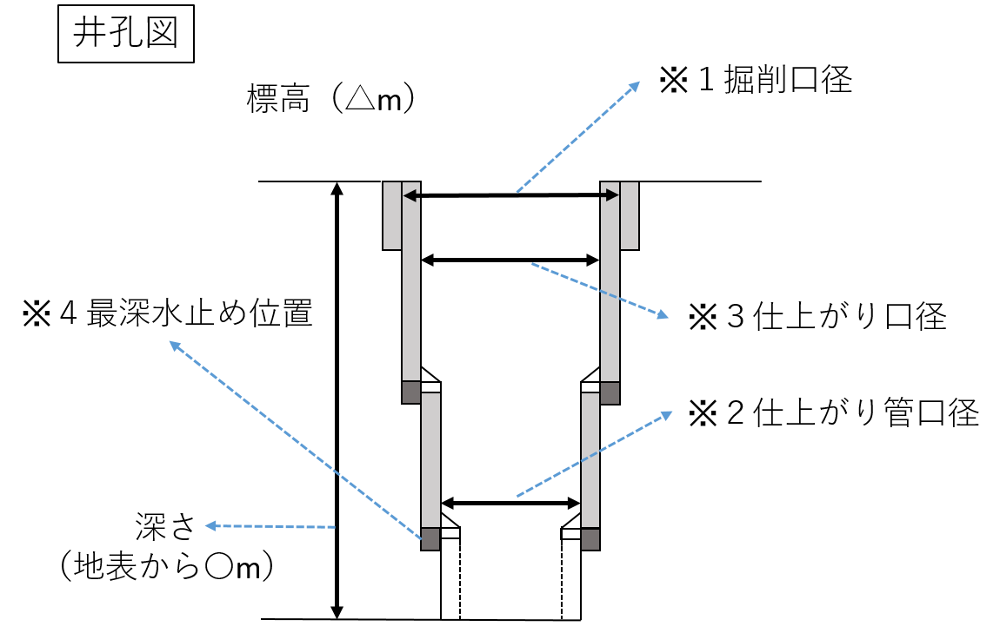 井孔図
標高（△m）
※１掘削口径
※４最深水止め位置
※３仕上がり口径
※２仕上がり管口径
深さ
（地表から〇m）